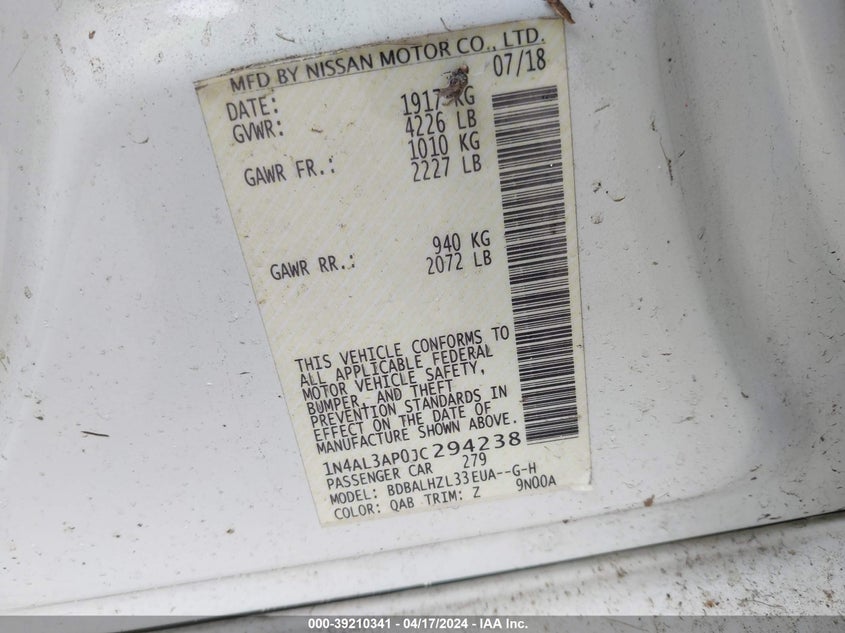 MFD BY NISSAN MOTOR CO., LTD.
DATE: 07/18
GVWR: 1917 KG
4226 LB
GAWR FR.: 1010 KG
2227 LB
GAWR RR.: 940 KG
2072 LB
THIS VEHICLE CONFORMS TO
ALL APPLICABLE FEDERAL
MOTOR VEHICLE SAFETY,
BUMPER, AND THEFT
PREVENTION STANDARDS IN
EFFECT ON THE DATE OF
MANUFACTURE SHOWN ABOVE.
1N4AL3AP0JC294238
PASSENGER CAR 279
MODEL: BDBALHZL33EUA--G-H
COLOR: QAB TRIM: Z 9N00A
000-39210341 - 04/17/2024 - IAA Inc.